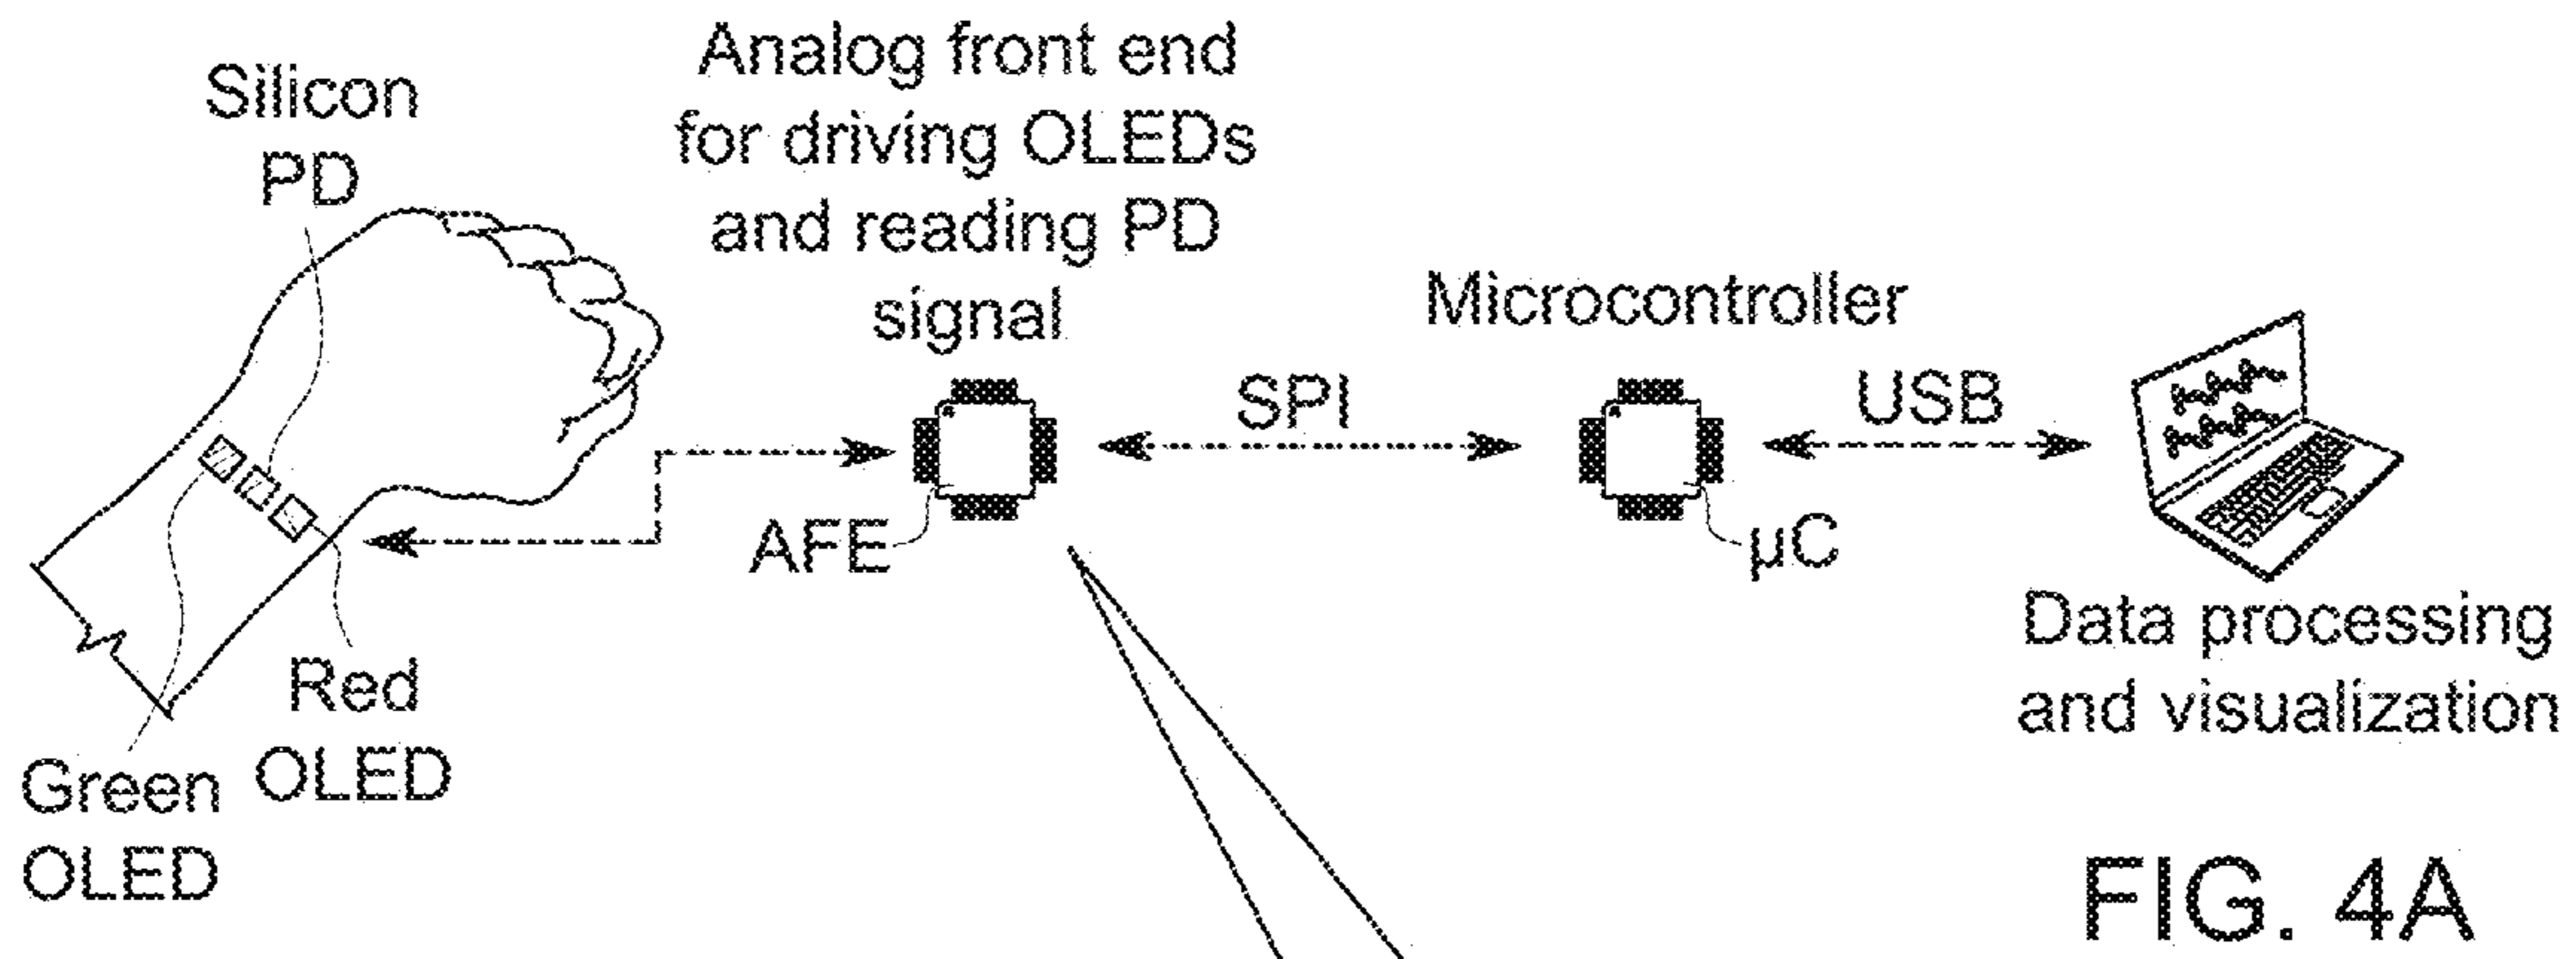 Silicon
PD
Analog front end
for driving OLEDs
and reading PD
signal
Microcontroller
SPI
USB
AFE
µC
Data processing
and visualization
Red
OLED
Green
OLED
FIG. 4A